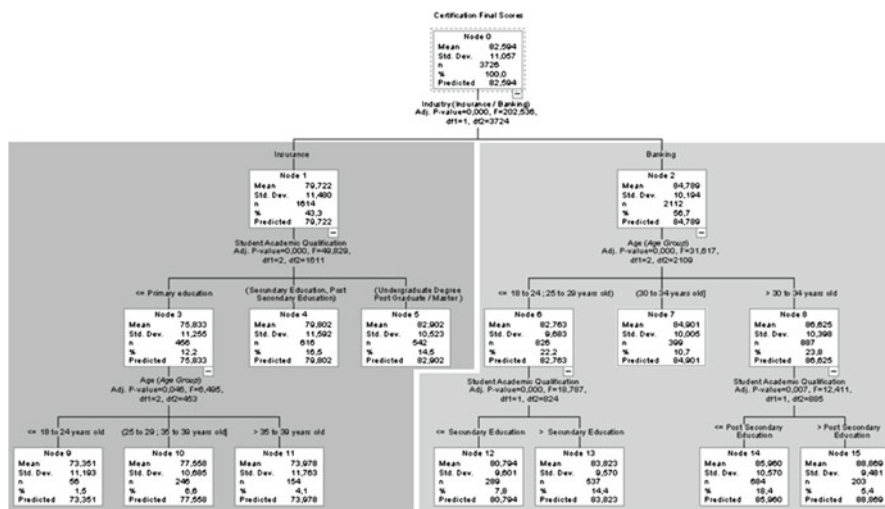 Certification Final Scores
Node 0
Mean 82,594
Std. Dev. 11,057
n 3726
% 100,0
Predicted 82,594
Industry (Insurance / Banking)
Adj. P-value=0,000, F=202,536,
df1=1, df2=3724
Insurance
Node 1
Mean 79,722
Std. Dev. 11,480
n 1614
% 43,3
Predicted 79,722
Student Academic Qualification
Adj. P-value=0,000, F=49,829,
df1=2, df2=1611
Banking
Node 2
Mean 84,789
Std. Dev. 10,194
n 2112
% 56,7
Predicted 84,789
Age (Age Group)
Adj. P-value=0,000, F=31,617,
df1=2, df2=2109
<= Primary education
Node 3
Mean 75,833
Std. Dev. 11,255
n 456
% 12,2
Predicted 75,833
Age (Age Group)
Adj. P-value=0,046, F=6,495,
df1=2, df2=453
(Secondary Education, Post
Secondary Education]
Node 4
Mean 79,802
Std. Dev. 11,592
n 616
% 16,5
Predicted 79,802
(Undergraduate Degree
Post Graduate / Master )
Node 5
Mean 82,902
Std. Dev. 10,523
n 542
% 14,5
Predicted 82,902
<= 18 to 24 ; 25 to 29 years old)
Node 6
Mean 82,763
Std. Dev. 9,683
n 826
% 22,2
Predicted 82,763
Student Academic Qualification
Adj. P-value=0,000, F=18,787,
df1=1, df2=824
(30 to 34 years old]
Node 7
Mean 84,901
Std. Dev. 10,006
n 399
% 10,7
Predicted 84,901
> 30 to 34 years old
Node 8
Mean 86,625
Std. Dev. 10,398
n 887
% 23,8
Predicted 86,625
Student Academic Qualification
Adj. P-value=0,007, F=12,411,
df1=1, df2=885
<= 18 to 24 years old
Node 9
Mean 73,351
Std. Dev. 11,193
n 56
% 1,5
Predicted 73,351
(25 to 29 ; 35 to 39 years old]
Node 10
Mean 77,558
Std. Dev. 10,685
n 246
% 6,6
Predicted 77,558
> 35 to 39 years old
Node 11
Mean 73,978
Std. Dev. 11,763
n 154
% 4,1
Predicted 73,978
<= Secondary Education
Node 12
Mean 80,794
Std. Dev. 9,601
n 289
% 7,8
Predicted 80,794
> Secondary Education
Node 13
Mean 83,823
Std. Dev. 9,570
n 537
% 14,4
Predicted 83,823
<= Post Secondary
Education
Node 14
Mean 85,960
Std. Dev. 10,570
n 684
% 18,4
Predicted 85,960
> Post Secondary
Education
Node 15
Mean 88,869
Std. Dev. 9,481
n 203
% 5,4
Predicted 88,869